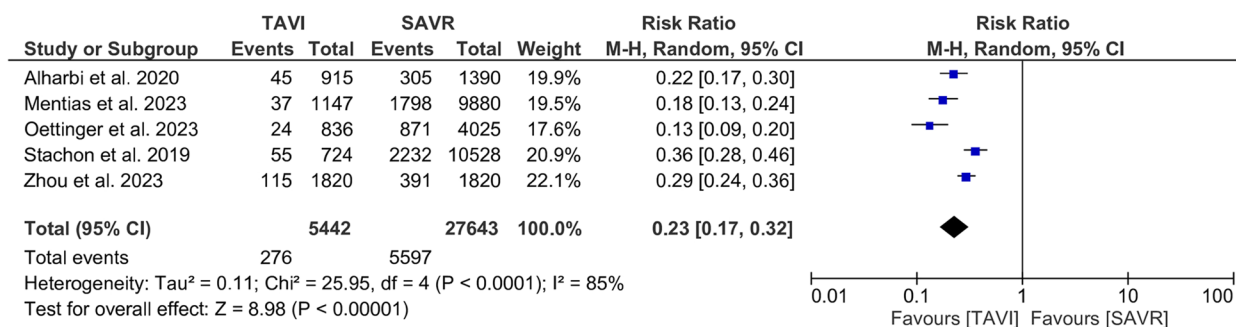 TAVI SAVR Risk Ratio Risk Ratio
Study or Subgroup Events Total Events Total Weight M-H, Random, 95% CI M-H, Random, 95% CI
Alharbi et al. 2020 45 915 305 1390 19.9% 0.22 [0.17, 0.30]
Mentias et al. 2023 37 1147 1798 9880 19.5% 0.18 [0.13, 0.24]
Oettinger et al. 2023 24 836 871 4025 17.6% 0.13 [0.09, 0.20]
Stachon et al. 2019 55 724 2232 10528 20.9% 0.36 [0.28, 0.46]
Zhou et al. 2023 115 1820 391 1820 22.1% 0.29 [0.24, 0.36]
Total (95% CI) 5442 27643 100.0% 0.23 [0.17, 0.32]
Total events 276 5597
Heterogeneity: Tau² = 0.11; Chi² = 25.95, df = 4 (P < 0.0001); I² = 85%
Test for overall effect: Z = 8.98 (P < 0.00001)
0.01 0.1 1 10 100
Favours [TAVI] Favours [SAVR]